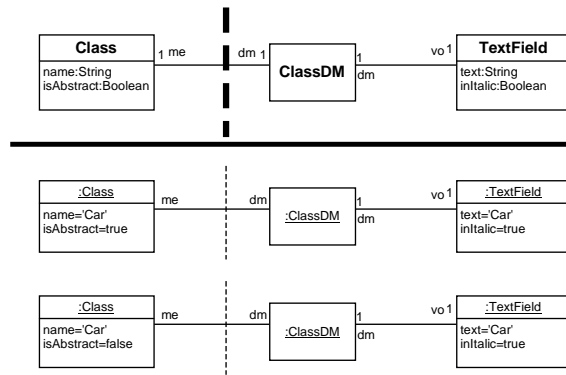 Class
name:String
isAbstract:Boolean
1 me
dm 1
ClassDM
1
dm
vo 1
TextField
text:String
inItalic:Boolean
:Class
name='Car'
isAbstract=true
me
dm
:ClassDM
1
dm
vo 1
:TextField
text='Car'
inItalic=true
:Class
name='Car'
isAbstract=false
me
dm
:ClassDM
1
dm
vo 1
:TextField
text='Car'
inItalic=true